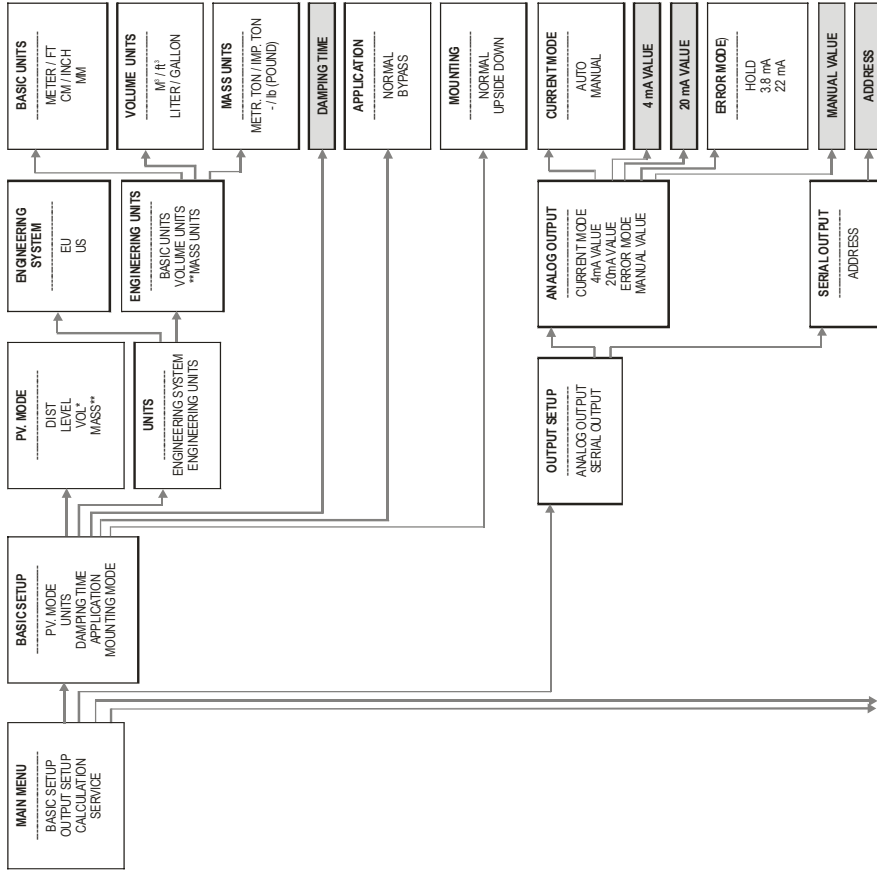 MAIN MENU
BASIC SETUP
OUTPUT SETUP
CALCULATION
SERVICE
BASIC SETUP
PV. MODE
UNITS
DAMPING TIME
APPLICATION
MOUNTING MODE
PV. MODE
DIST
LEVEL
VOL*
MASS**
UNITS
ENGINEERING SYSTEM
ENGINEERING UNITS
ENGINEERING
SYSTEM
EU
US
ENGINEERING UNITS
BASIC UNITS
VOLUME UNITS
**MASS UNITS
BASIC UNITS
METER / FT
CM / INCH
MM
VOLUME UNITS
M³ / ft³
LITER / GALLON
MASS UNITS
METR. TON / IMP. TON
- / lb (POUND)
DAMPING TIME
APPLICATION
NORMAL
BYPASS
MOUNTING
NORMAL
UPSIDE DOWN
OUTPUT SETUP
ANALOG OUTPUT
SERIAL OUTPUT
ANALOG OUTPUT
CURRENT MODE
4mA VALUE
20mA VALUE
ERROR MODE
MANUAL VALUE
CURRENT MODE
AUTO
MANUAL
4 mA VALUE
20 mA VALUE
ERROR MODE)
HOLD
3.8 mA
22 mA
MANUAL VALUE
SERIAL OUTPUT
ADDRESS
ADDRESS